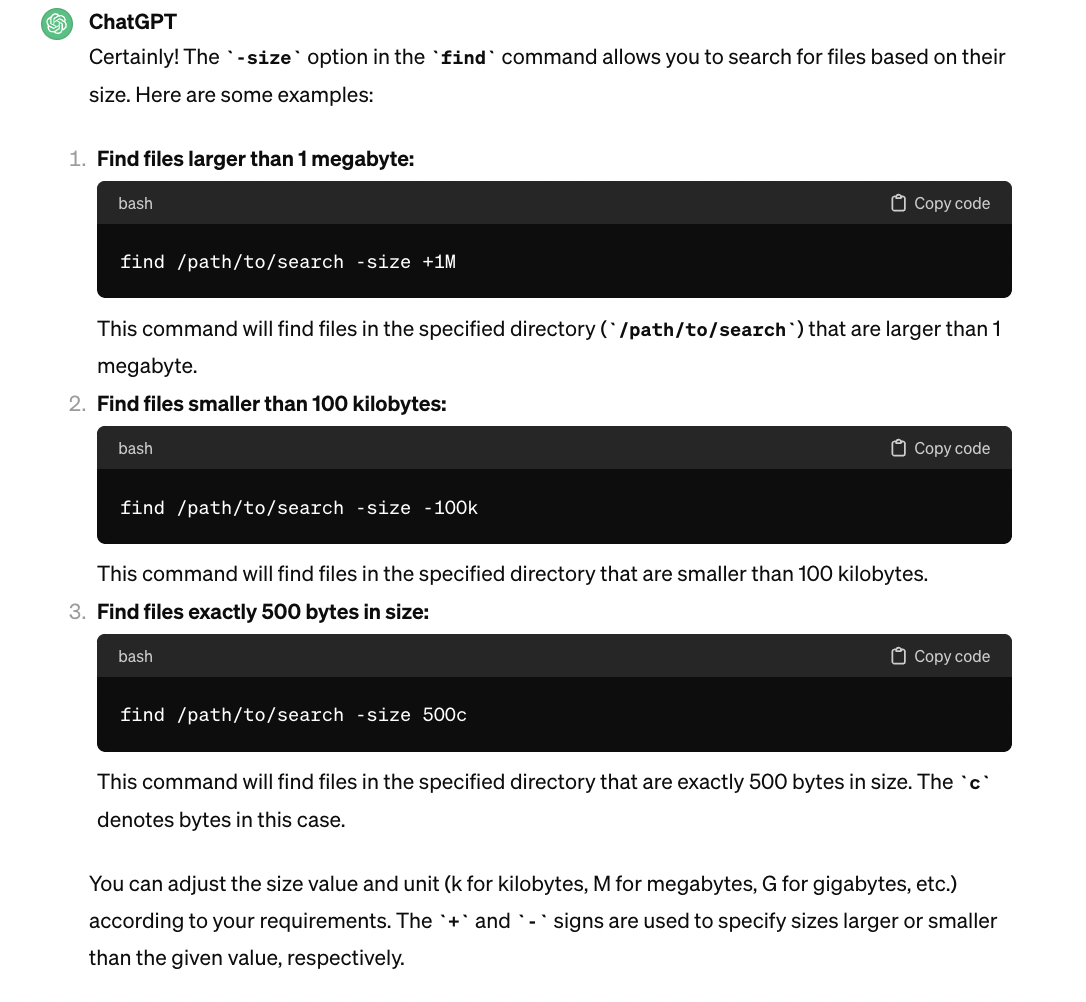 ChatGPT
Certainly! The `-size` option in the `find` command allows you to search for files based on their
size. Here are some examples:
1. Find files larger than 1 megabyte:
bash Copy code
find /path/to/search -size +1M
This command will find files in the specified directory (`/path/to/search`) that are larger than 1
megabyte.
2. Find files smaller than 100 kilobytes:
bash Copy code
find /path/to/search -size -100k
This command will find files in the specified directory that are smaller than 100 kilobytes.
3. Find files exactly 500 bytes in size:
bash Copy code
find /path/to/search -size 500c
This command will find files in the specified directory that are exactly 500 bytes in size. The `c`
denotes bytes in this case.
You can adjust the size value and unit (k for kilobytes, M for megabytes, G for gigabytes, etc.)
according to your requirements. The `+` and `-` signs are used to specify sizes larger or smaller
than the given value, respectively.